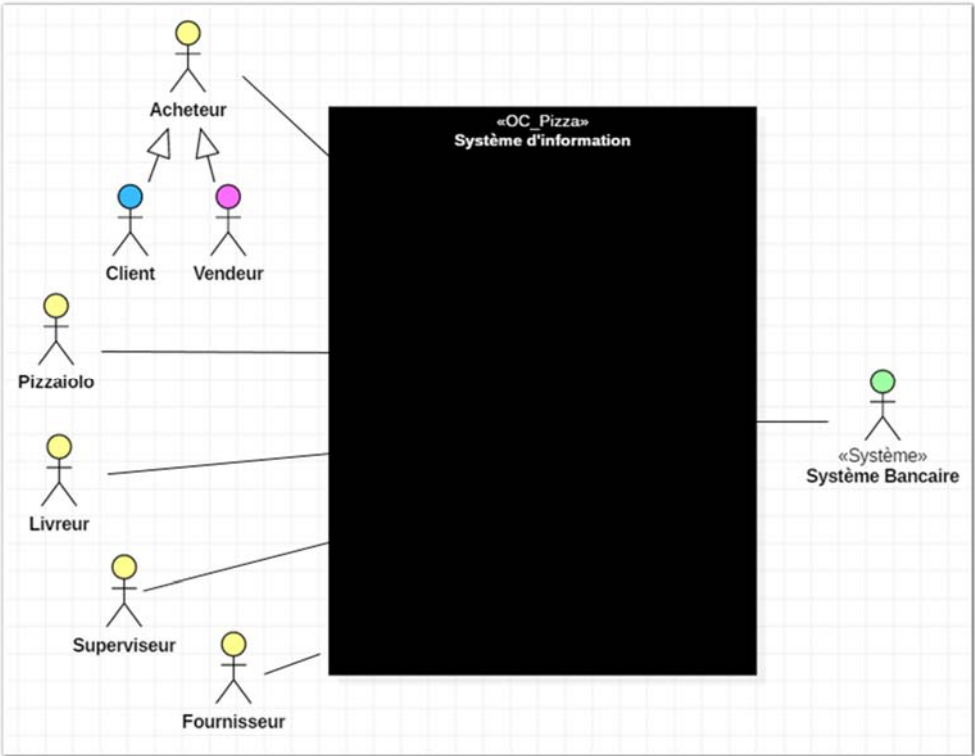 Acheteur
«OC_Pizza»
Système d'information
Client
Vendeur
Pizzaiolo
«Système»
Système Bancaire
Livreur
Superviseur
Fournisseur